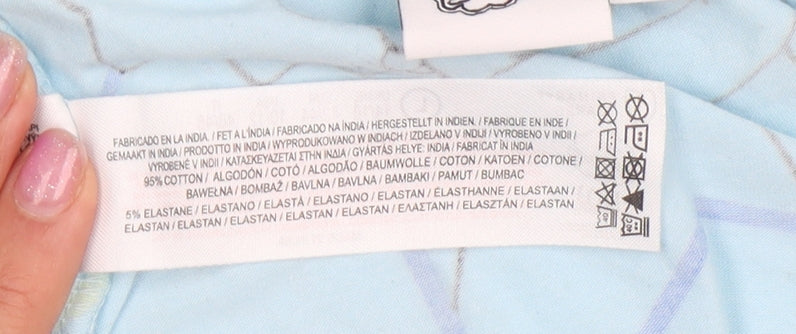 FABRICADO EN LA INDIA. / FET A L'ÍNDIA / FABRICADO NA ÍNDIA / HERGESTELLT IN INDIEN. / FABRIQUE EN INDE /
GEMAAKT IN INDIA / PRODOTTO IN INDIA / WYPRODUKOWANO W INDIACH / IZDELANO V INDIJI / VYROBENO V INDII /
VYROBENÉ V INDII / ΚΑΤΑΣΚΕΥΑΖΕΤΑΙ ΣΤΗΝ ΙΝΔΙΑ / GYÁRTÁS HELYE: INDIA / FABRICAT ÎN INDIA
95% COTTON / ALGODÓN / COTÓ / ALGODÃO / BAUMWOLLE / COTON / KATOEN / COTONE /
BAWEŁNA / BOMBAŽ / BAVLNA / BAVLNA / ΒΑΜΒΑΚΙ / PAMUT / BUMBAC
5% ELASTANE / ELASTANO / ELASTÀ / ELASTANO / ELASTAN / ÉLASTHANNE / ELASTAAN /
ELASTAN / ELASTAN / ELASTAN / ELASTAN / ELASTAN / ΕΛΑΣΤΑΝΗ / ELASZTÁN / ELASTAN